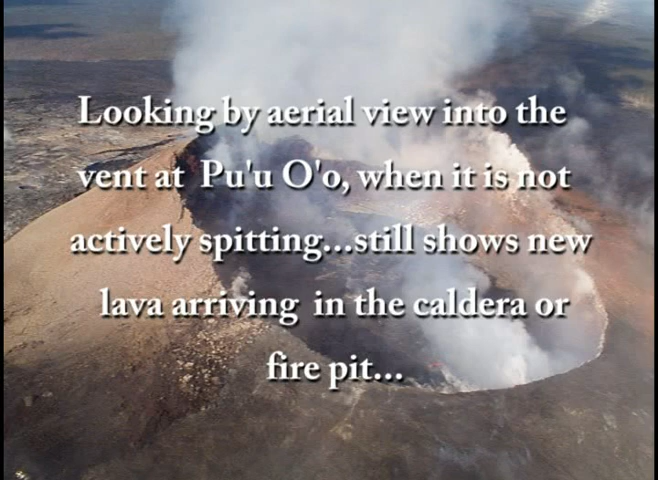 Looking by aerial view into the
vent at Pu'u O'o, when it is not
actively spitting...still shows new
lava arriving in the caldera or
fire pit...